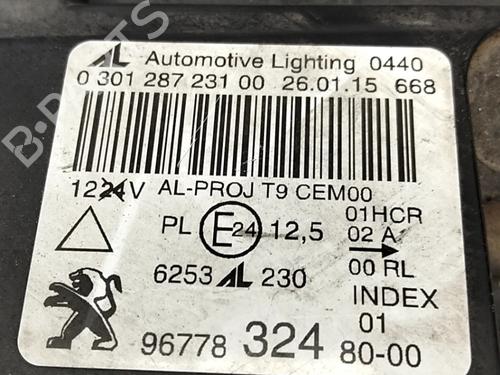 AL Automotive Lighting 0440
0 301 287 231 00 26.01.15 668
1224V AL-PROJ T9 CEM00
PL E24 12,5
01HCR
02 A
00 RL
6253 AL 230
INDEX
01
96778 324 80-00
B-PARTS